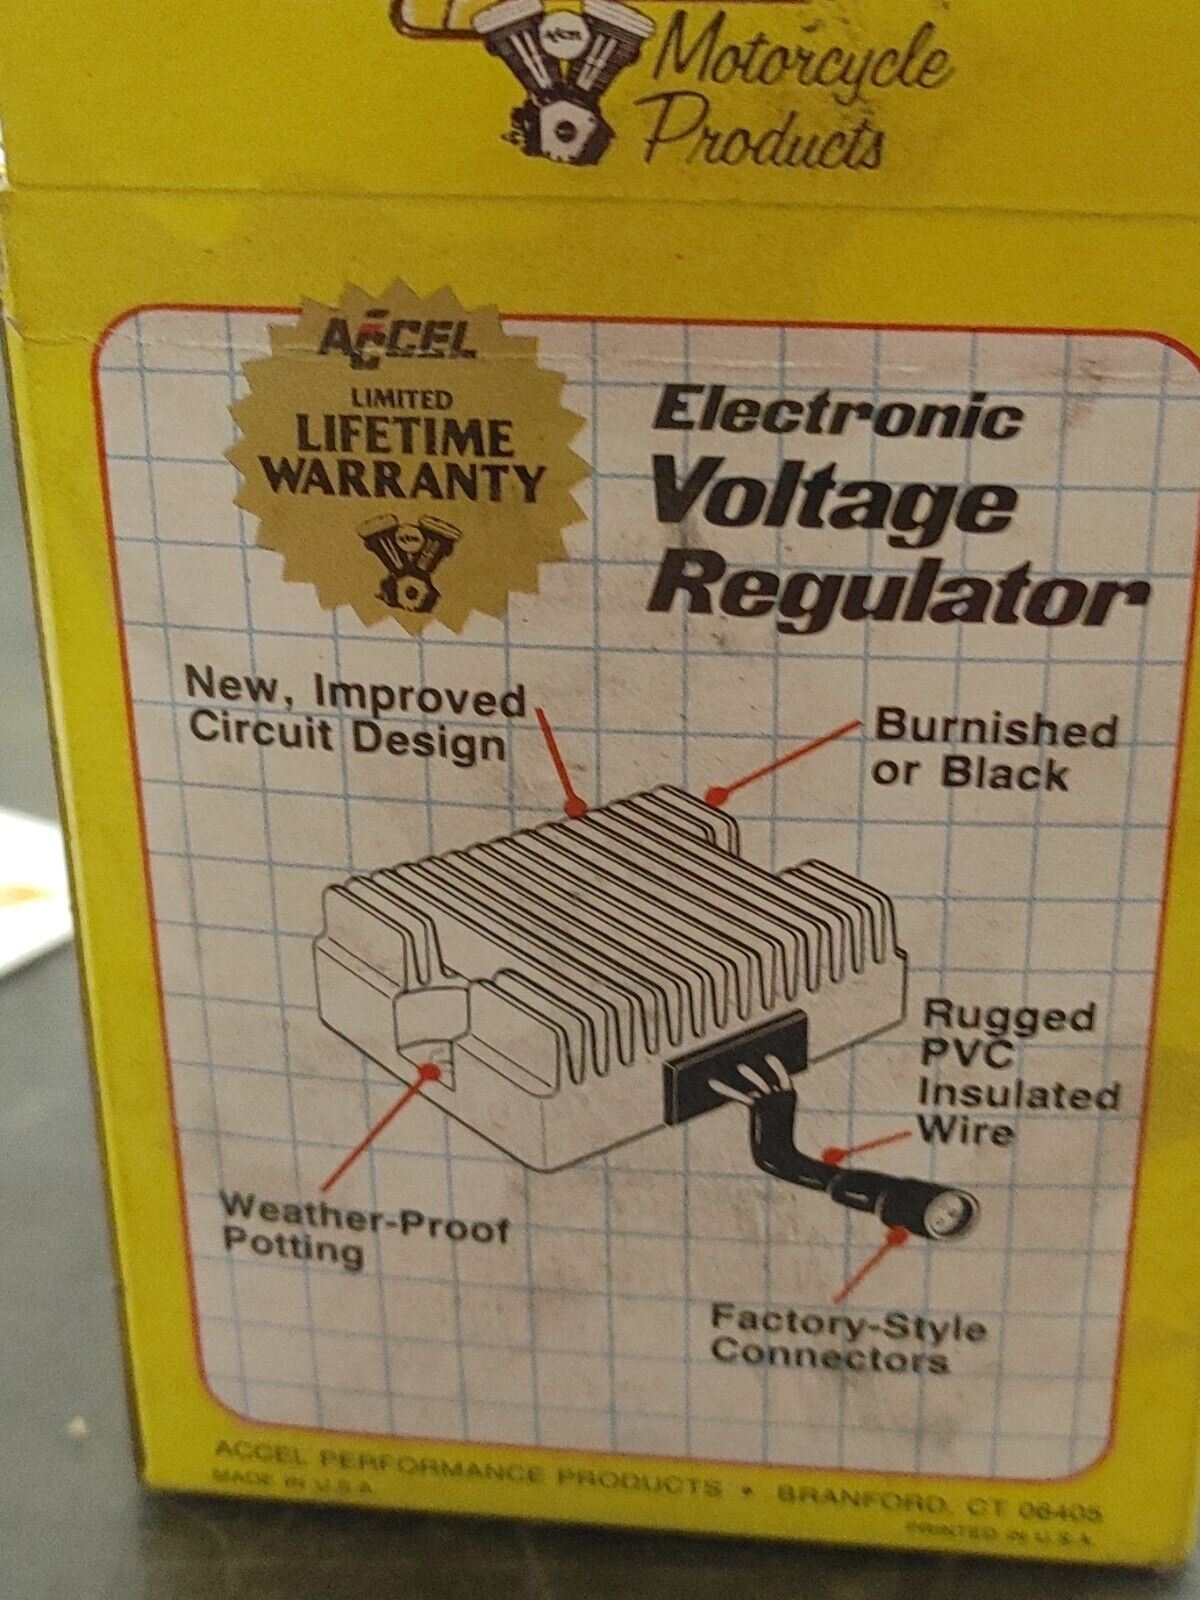 Motorcycle
Products
ACCEL
LIMITED
LIFETIME
WARRANTY
Electronic
Voltage
Regulator
New, Improved
Circuit Design
Burnished
or Black
Rugged
PVC
Insulated
Wire
Weather-Proof
Potting
Factory-Style
Connectors
ACCEL PERFORMANCE PRODUCTS • BRANFORD, CT 06405
MADE IN U.S.A.
PRINTED IN U.S.A.